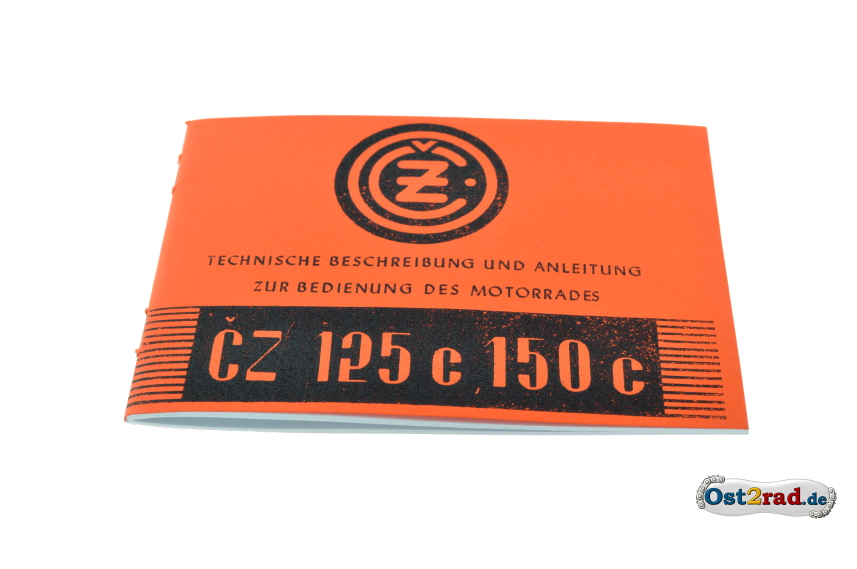 ČZ
TECHNISCHE BESCHREIBUNG UND ANLEITUNG
ZUR BEDIENUNG DES MOTORRADES
ČZ 125 c, 150 c
Ost2rad.de